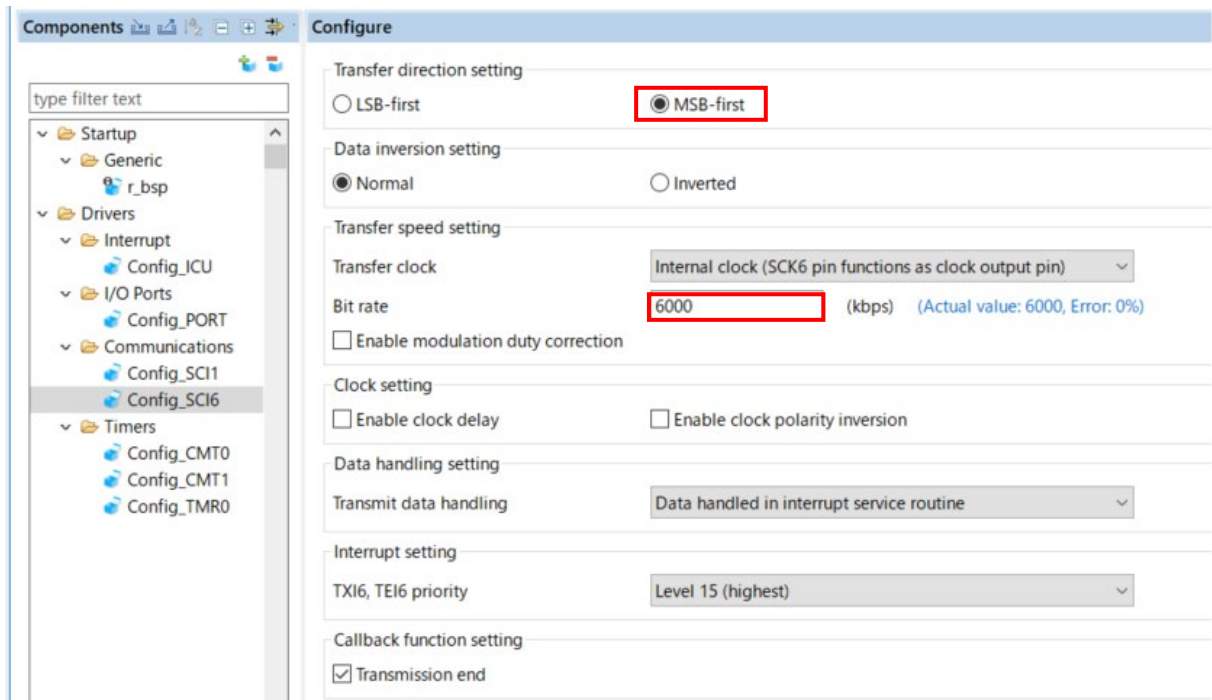 Components
type filter text
Startup
Generic
r_bsp
Drivers
Interrupt
Config_ICU
I/O Ports
Config_PORT
Communications
Config_SCI1
Config_SCI6
Timers
Config_CMT0
Config_CMT1
Config_TMR0
Configure
Transfer direction setting
LSB-first MSB-first
Data inversion setting
Normal Inverted
Transfer speed setting
Transfer clock Internal clock (SCK6 pin functions as clock output pin)
Bit rate 6000 (kbps) (Actual value: 6000, Error: 0%)
Enable modulation duty correction
Clock setting
Enable clock delay Enable clock polarity inversion
Data handling setting
Transmit data handling Data handled in interrupt service routine
Interrupt setting
TXI6, TEI6 priority Level 15 (highest)
Callback function setting
Transmission end